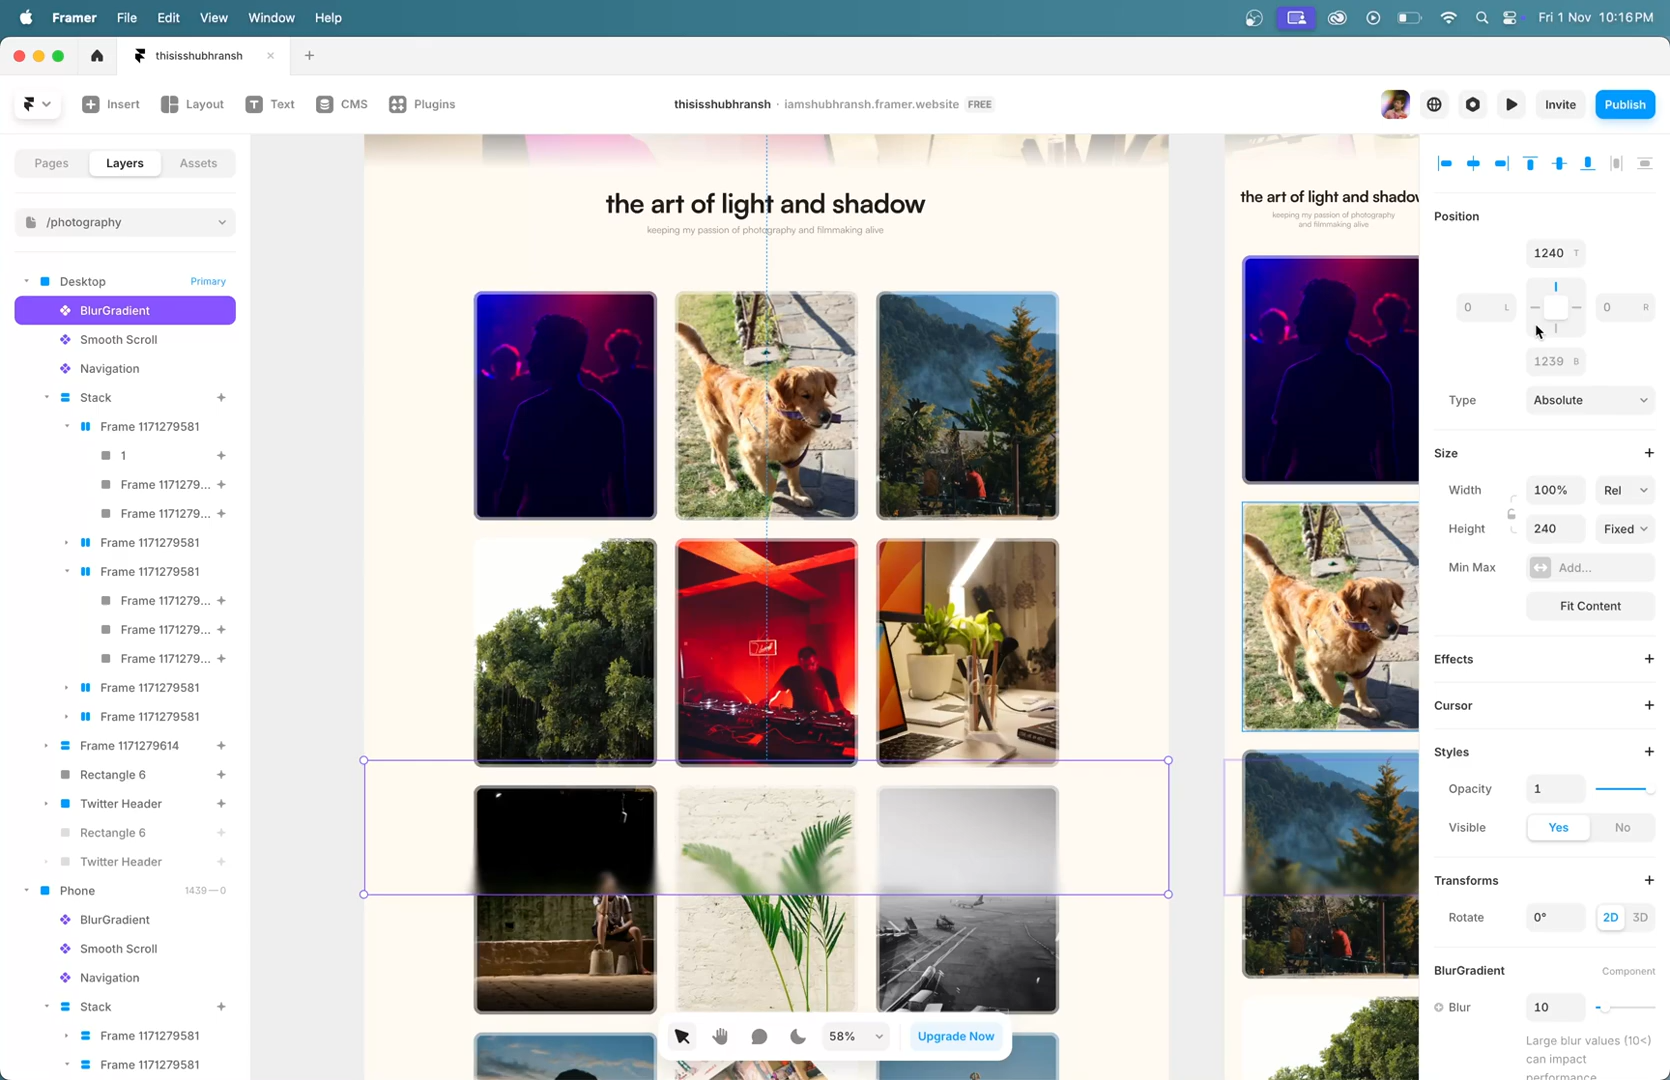 Framer File Edit View Window Help Fri 1 Nov 10:16 PM
thisisshubhransh
Insert Layout Text CMS Plugins thisisshubhransh · iamshubhransh.framer.website FREE Invite Publish
Pages Layers Assets
/photography
Desktop Primary
BlurGradient
Smooth Scroll
Navigation
Stack
Frame 1171279581
1
Frame 1171279...
Frame 1171279...
Frame 1171279581
Frame 1171279581
Frame 1171279...
Frame 1171279...
Frame 1171279...
Frame 1171279581
Frame 1171279581
Frame 1171279614
Rectangle 6
Twitter Header
Rectangle 6
Twitter Header
Phone 1439—0
BlurGradient
Smooth Scroll
Navigation
Stack
Frame 1171279581
Frame 1171279581
the art of light and shadow
keeping my passion of photography and filmmaking alive
the art of light and shadow
keeping my passion of photography
and filmmaking alive
58% Upgrade Now
Position
1240 T
0 L 0 R
1239 B
Type Absolute
Size
Width 100% Rel
Height 240 Fixed
Min Max Add...
Fit Content
Effects
Cursor
Styles
Opacity 1
Visible Yes No
Transforms
Rotate 0° 2D 3D
BlurGradient Component
Blur 10
Large blur values (10<)
can impact
performance